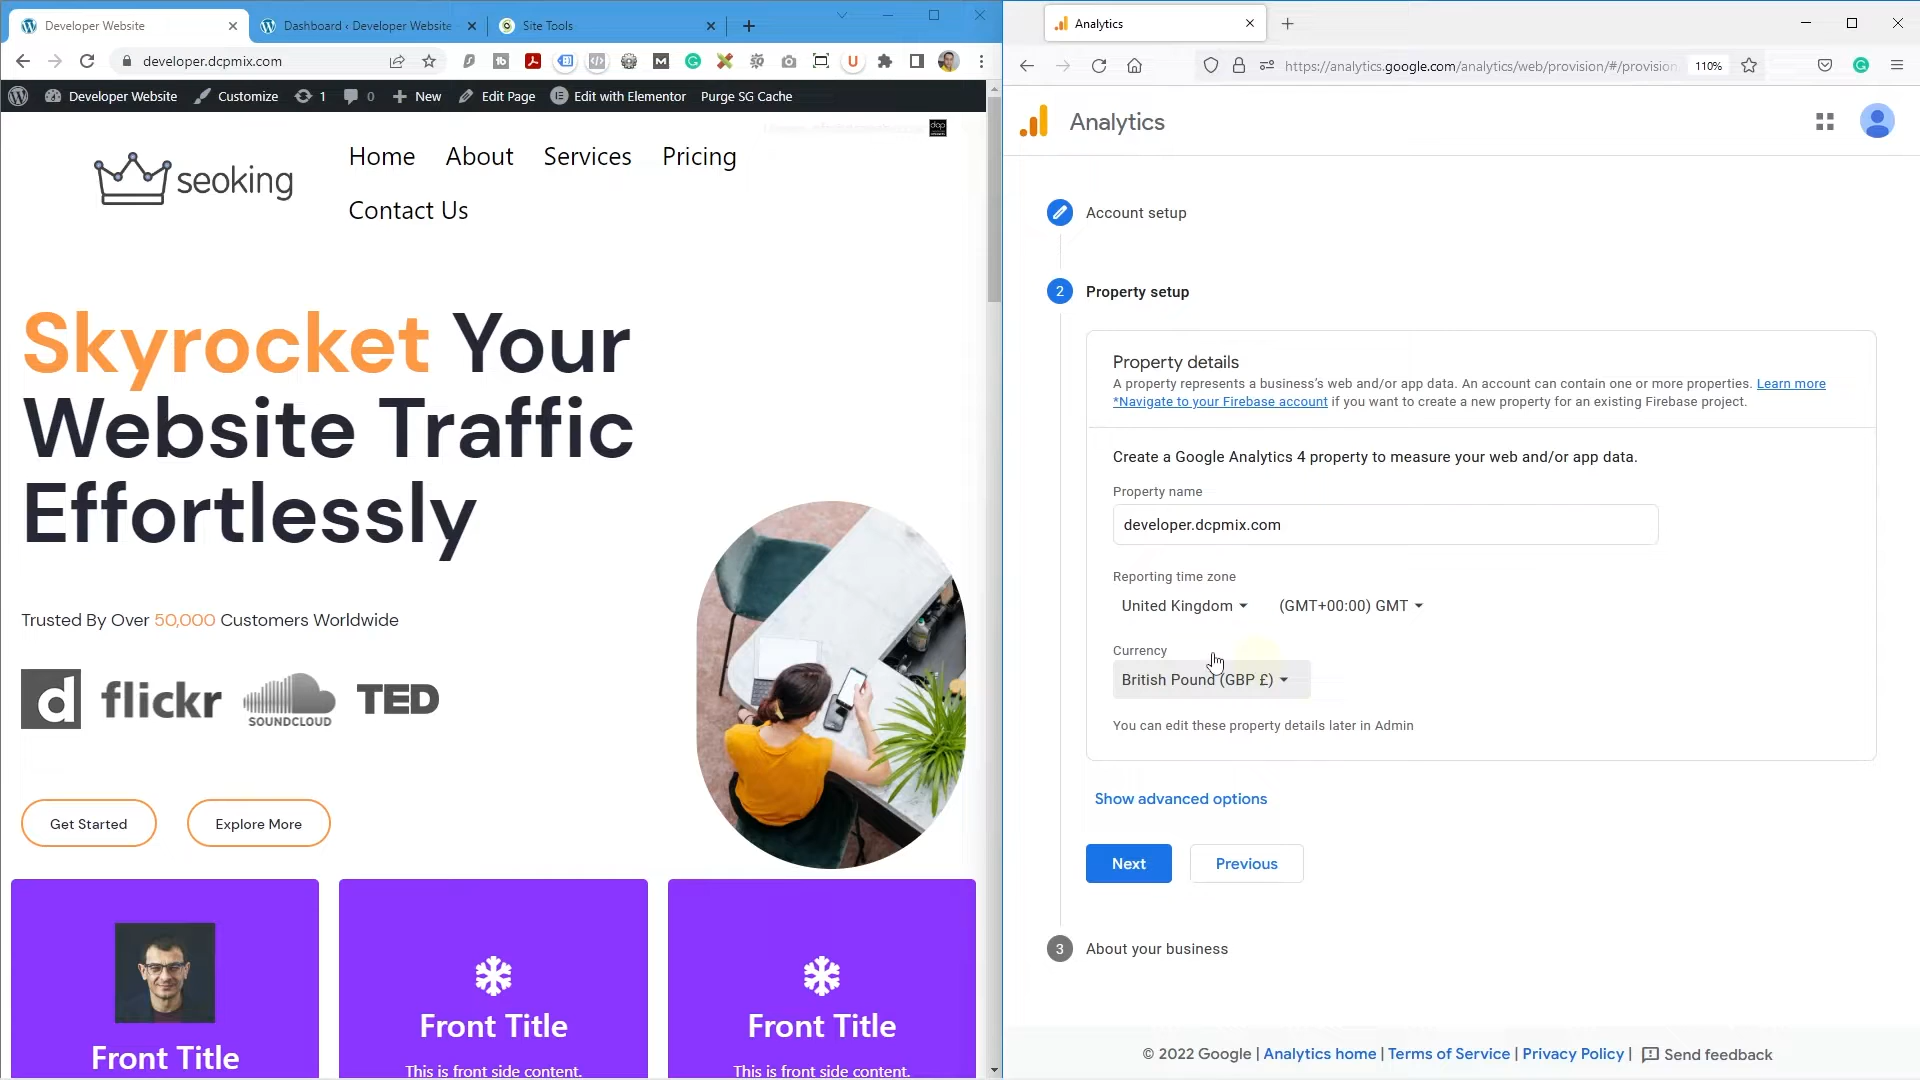 Developer Website
Dashboard ‹ Developer Website
Site Tools
developer.dcpmix.com
Developer Website
Customize
1
0
New
Edit Page
Edit with Elementor
Purge SG Cache
seoking
Home
About
Services
Pricing
Contact Us
Skyrocket Your
Website Traffic
Effortlessly
Trusted By Over 50,000 Customers Worldwide
d
flickr
SOUNDCLOUD
TED
Get Started
Explore More
Front Title
Front Title
This is front side content.
Front Title
This is front side content.
Analytics
https://analytics.google.com/analytics/web/provision/#/provision
110%
Analytics
Account setup
2
Property setup
Property details
A property represents a business's web and/or app data. An account can contain one or more properties. Learn more
*Navigate to your Firebase account if you want to create a new property for an existing Firebase project.
Create a Google Analytics 4 property to measure your web and/or app data.
Property name
developer.dcpmix.com
Reporting time zone
United Kingdom
(GMT+00:00) GMT
Currency
British Pound (GBP £)
You can edit these property details later in Admin
Show advanced options
Next
Previous
3
About your business
© 2022 Google | Analytics home | Terms of Service | Privacy Policy | Send feedback